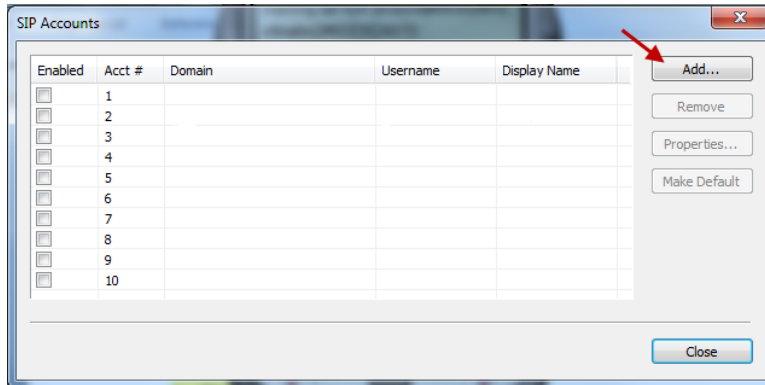 SIP Accounts
Enabled Acct # Domain Username Display Name
1
2
3
4
5
6
7
8
9
10
Add...
Remove
Properties...
Make Default
Close